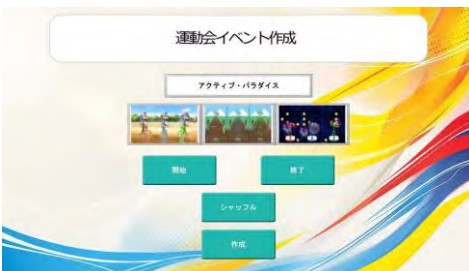 運動会イベント作成
アクティブ・パラダイス
開始
終了
シャッフル
作成